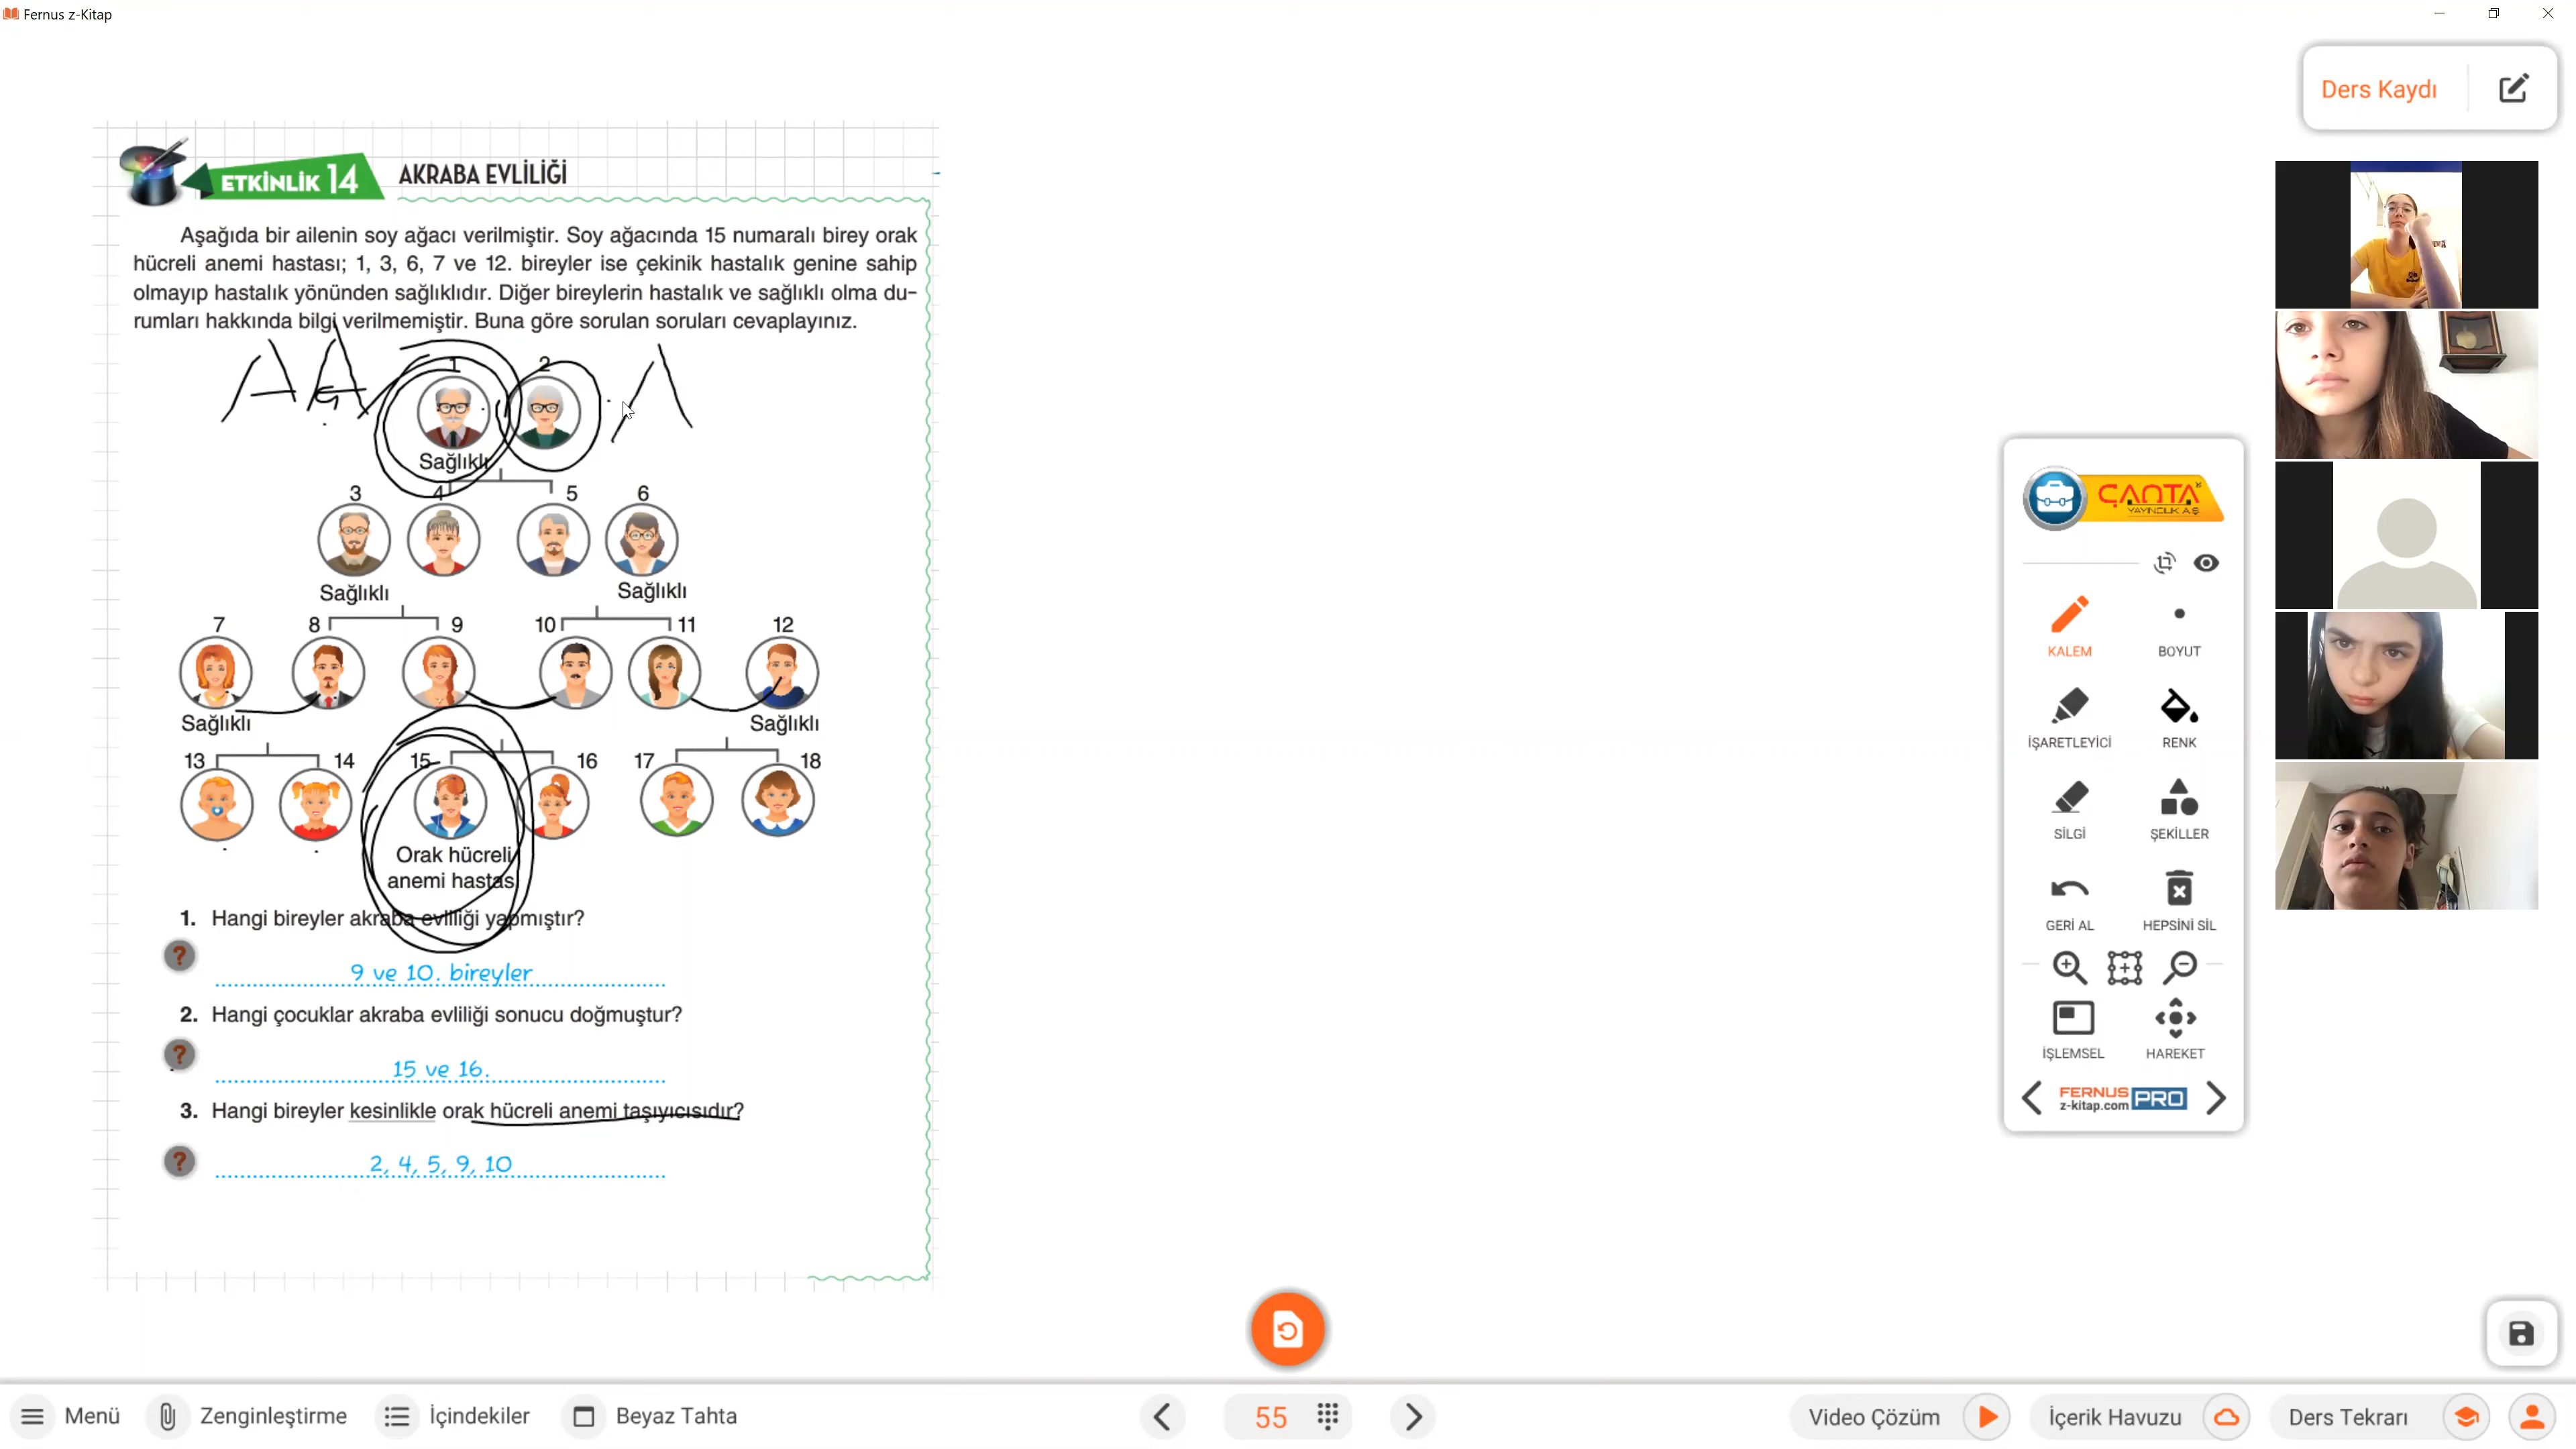 Fernus z-Kitap
Ders Kaydı
ETKİNLİK 14 AKRABA EVLİLİĞİ
Aşağıda bir ailenin soy ağacı verilmiştir. Soy ağacında 15 numaralı birey orak
hücreli anemi hastası; 1, 3, 6, 7 ve 12. bireyler ise çekinik hastalık genine sahip
olmayıp hastalık yönünden sağlıklıdır. Diğer bireylerin hastalık ve sağlıklı olma du-
rumları hakkında bilgi verilmemiştir. Buna göre sorulan soruları cevaplayınız.
A A 1 2 A
Sağlıklı
3 4 5 6
Sağlıklı Sağlıklı
7 8 9 10 11 12
Sağlıklı Sağlıklı
13 14 15 16 17 18
Orak hücreli
anemi hastası
1. Hangi bireyler akraba evliliği yapmıştır?
?
9 ve 10. bireyler
2. Hangi çocuklar akraba evliliği sonucu doğmuştur?
?
15 ve 16.
3. Hangi bireyler kesinlikle orak hücreli anemi taşıyıcısıdır?
?
2, 4, 5, 9, 10
ÇANTA
YAYINCILIK A.Ş.
KALEM BOYUT
İŞARETLEYİCİ RENK
SİLGİ ŞEKİLLER
GERİ AL HEPSİNİ SİL
İŞLEMSEL HAREKET
FERNUS PRO
z-kitap.com
Menü Zenginleştirme İçindekiler Beyaz Tahta 55 Video Çözüm İçerik Havuzu Ders Tekrarı